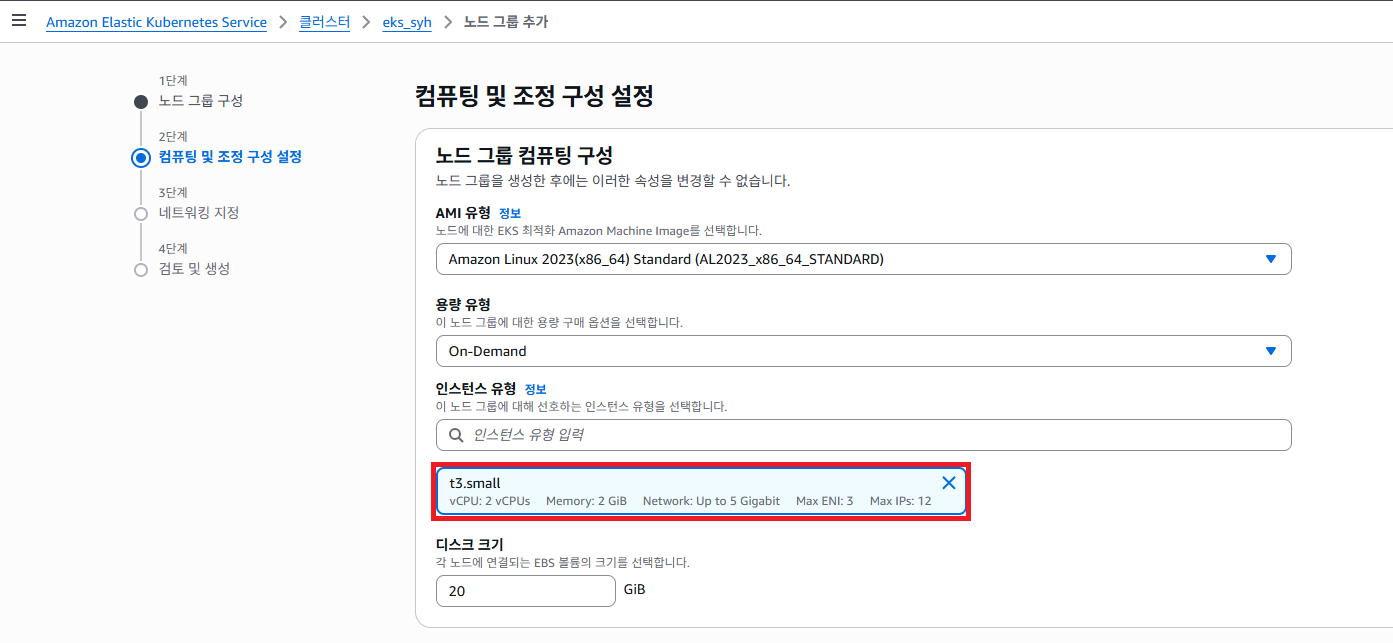 Amazon Elastic Kubernetes Service > 클러스터 > eks_syh > 노드 그룹 추가
1단계
노드 그룹 구성
2단계
컴퓨팅 및 조정 구성 설정
3단계
네트워킹 지정
4단계
검토 및 생성
컴퓨팅 및 조정 구성 설정
노드 그룹 컴퓨팅 구성
노드 그룹을 생성한 후에는 이러한 속성을 변경할 수 없습니다.
AMI 유형 정보
노드에 대한 EKS 최적화 Amazon Machine Image를 선택합니다.
Amazon Linux 2023(x86_64) Standard (AL2023_x86_64_STANDARD)
용량 유형
이 노드 그룹에 대한 용량 구매 옵션을 선택합니다.
On-Demand
인스턴스 유형 정보
이 노드 그룹에 대해 선호하는 인스턴스 유형을 선택합니다.
인스턴스 유형 입력
t3.small
vCPU: 2 vCPUs Memory: 2 GiB Network: Up to 5 Gigabit Max ENI: 3 Max IPs: 12
디스크 크기
각 노드에 연결되는 EBS 볼륨의 크기를 선택합니다.
20 GiB